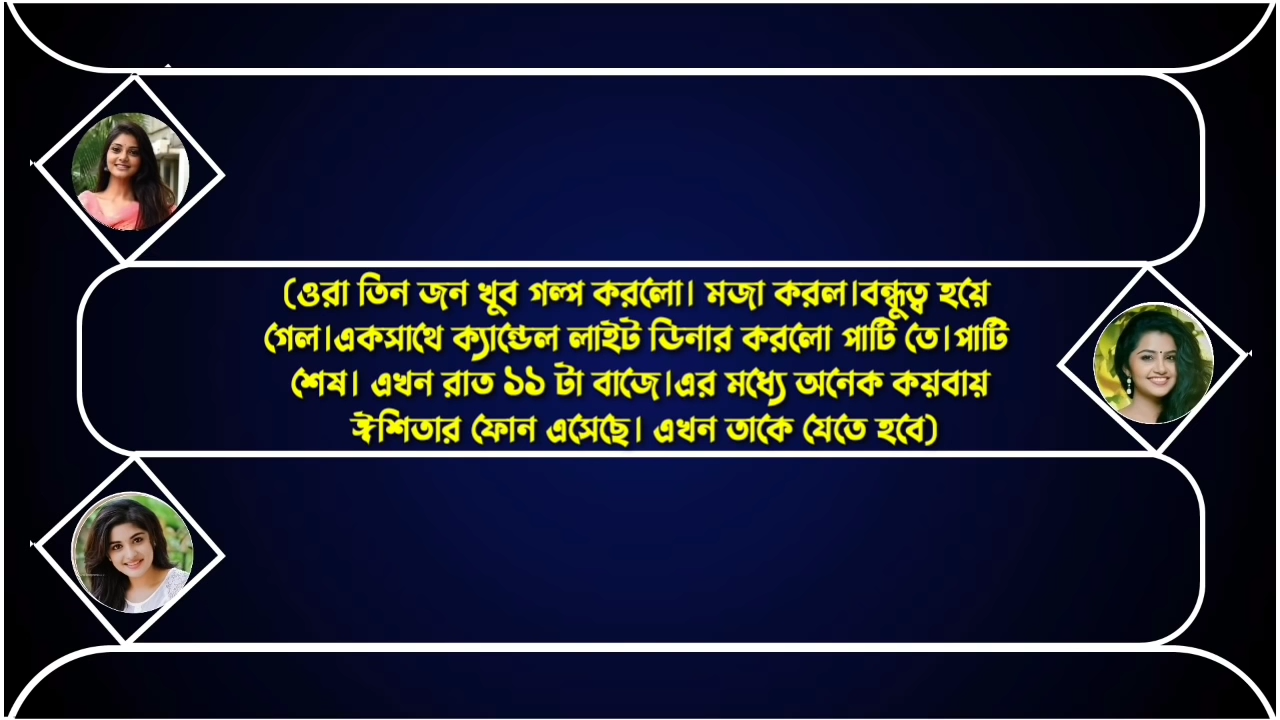 (ওরা তিন জন খুব গল্প করলো। মজা করল।বন্ধুত্ব হয়ে
গেল।একসাথে ক্যান্ডেল লাইট ডিনার করলো পার্টি তে।পার্টি
শেষ। এখন রাত ১১ টা বাজে।এর মধ্যে অনেক কয়বায়
ঈশিতার ফোন এসেছে। এখন তাকে যেতে হবে)